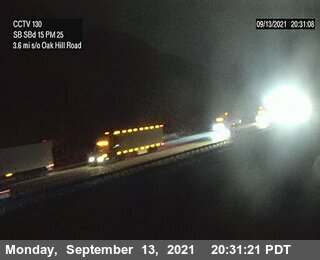 CCTV 130
SB SBd 15 PM 25
3.6 mi s/o Oak Hill Road
09/13/2021 20:31:08
Monday, September 13, 2021 20:31:21 PDT